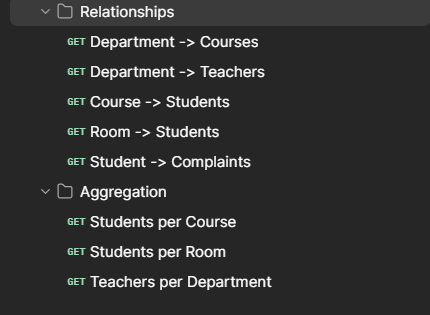 Relationships
GET Department -> Courses
GET Department -> Teachers
GET Course -> Students
GET Room -> Students
GET Student -> Complaints
Aggregation
GET Students per Course
GET Students per Room
GET Teachers per Department